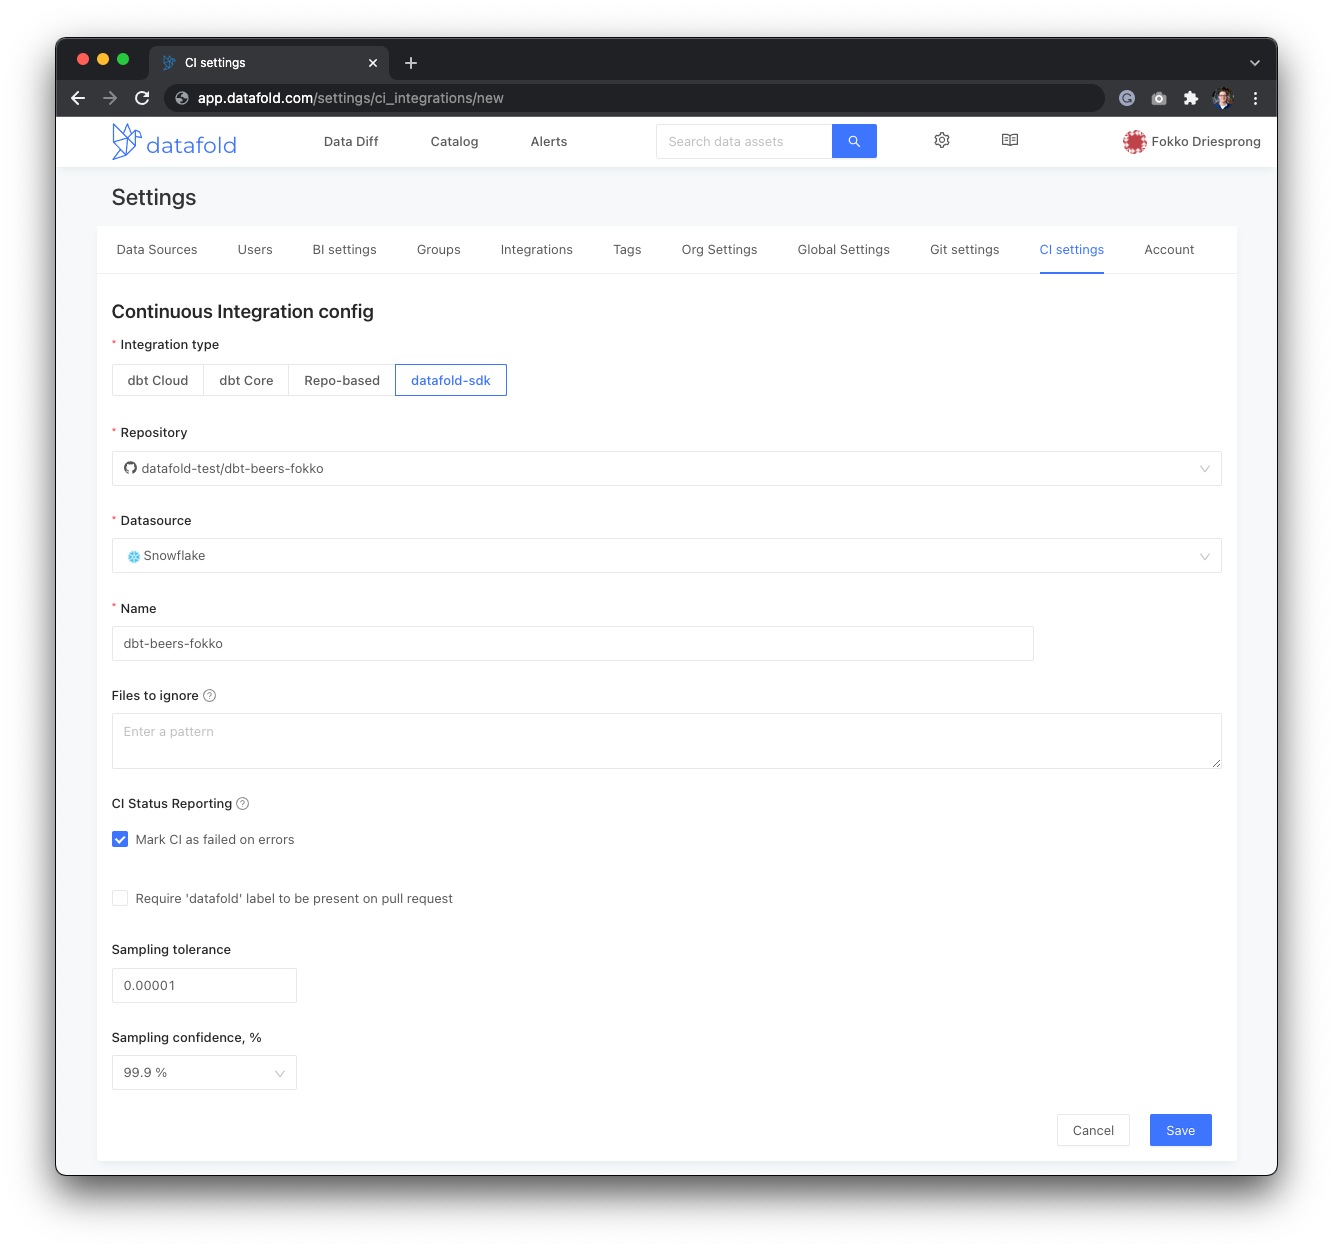 CI settings
app.datafold.com/settings/ci_integrations/new
datafold Data Diff Catalog Alerts Search data assets Fokko Driesprong
Settings
Data Sources Users BI settings Groups Integrations Tags Org Settings Global Settings Git settings CI settings Account
Continuous Integration config
* Integration type
dbt Cloud dbt Core Repo-based datafold-sdk
* Repository
datafold-test/dbt-beers-fokko
* Datasource
Snowflake
* Name
dbt-beers-fokko
Files to ignore ?
Enter a pattern
CI Status Reporting ?
Mark CI as failed on errors
Require 'datafold' label to be present on pull request
Sampling tolerance
0.00001
Sampling confidence, %
99.9 %
Cancel Save